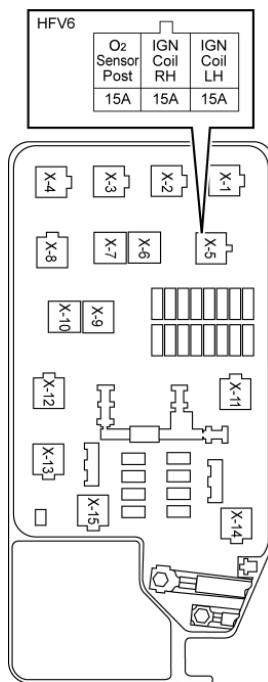 HFV6
O2 Sensor Post
IGN Coil RH
IGN Coil LH
15A 15A 15A
X-4 X-3 X-2 X-1
X-8 X-7 X-6 X-5
X-10 X-9
X-12 X-11
X-13
X-15 X-14